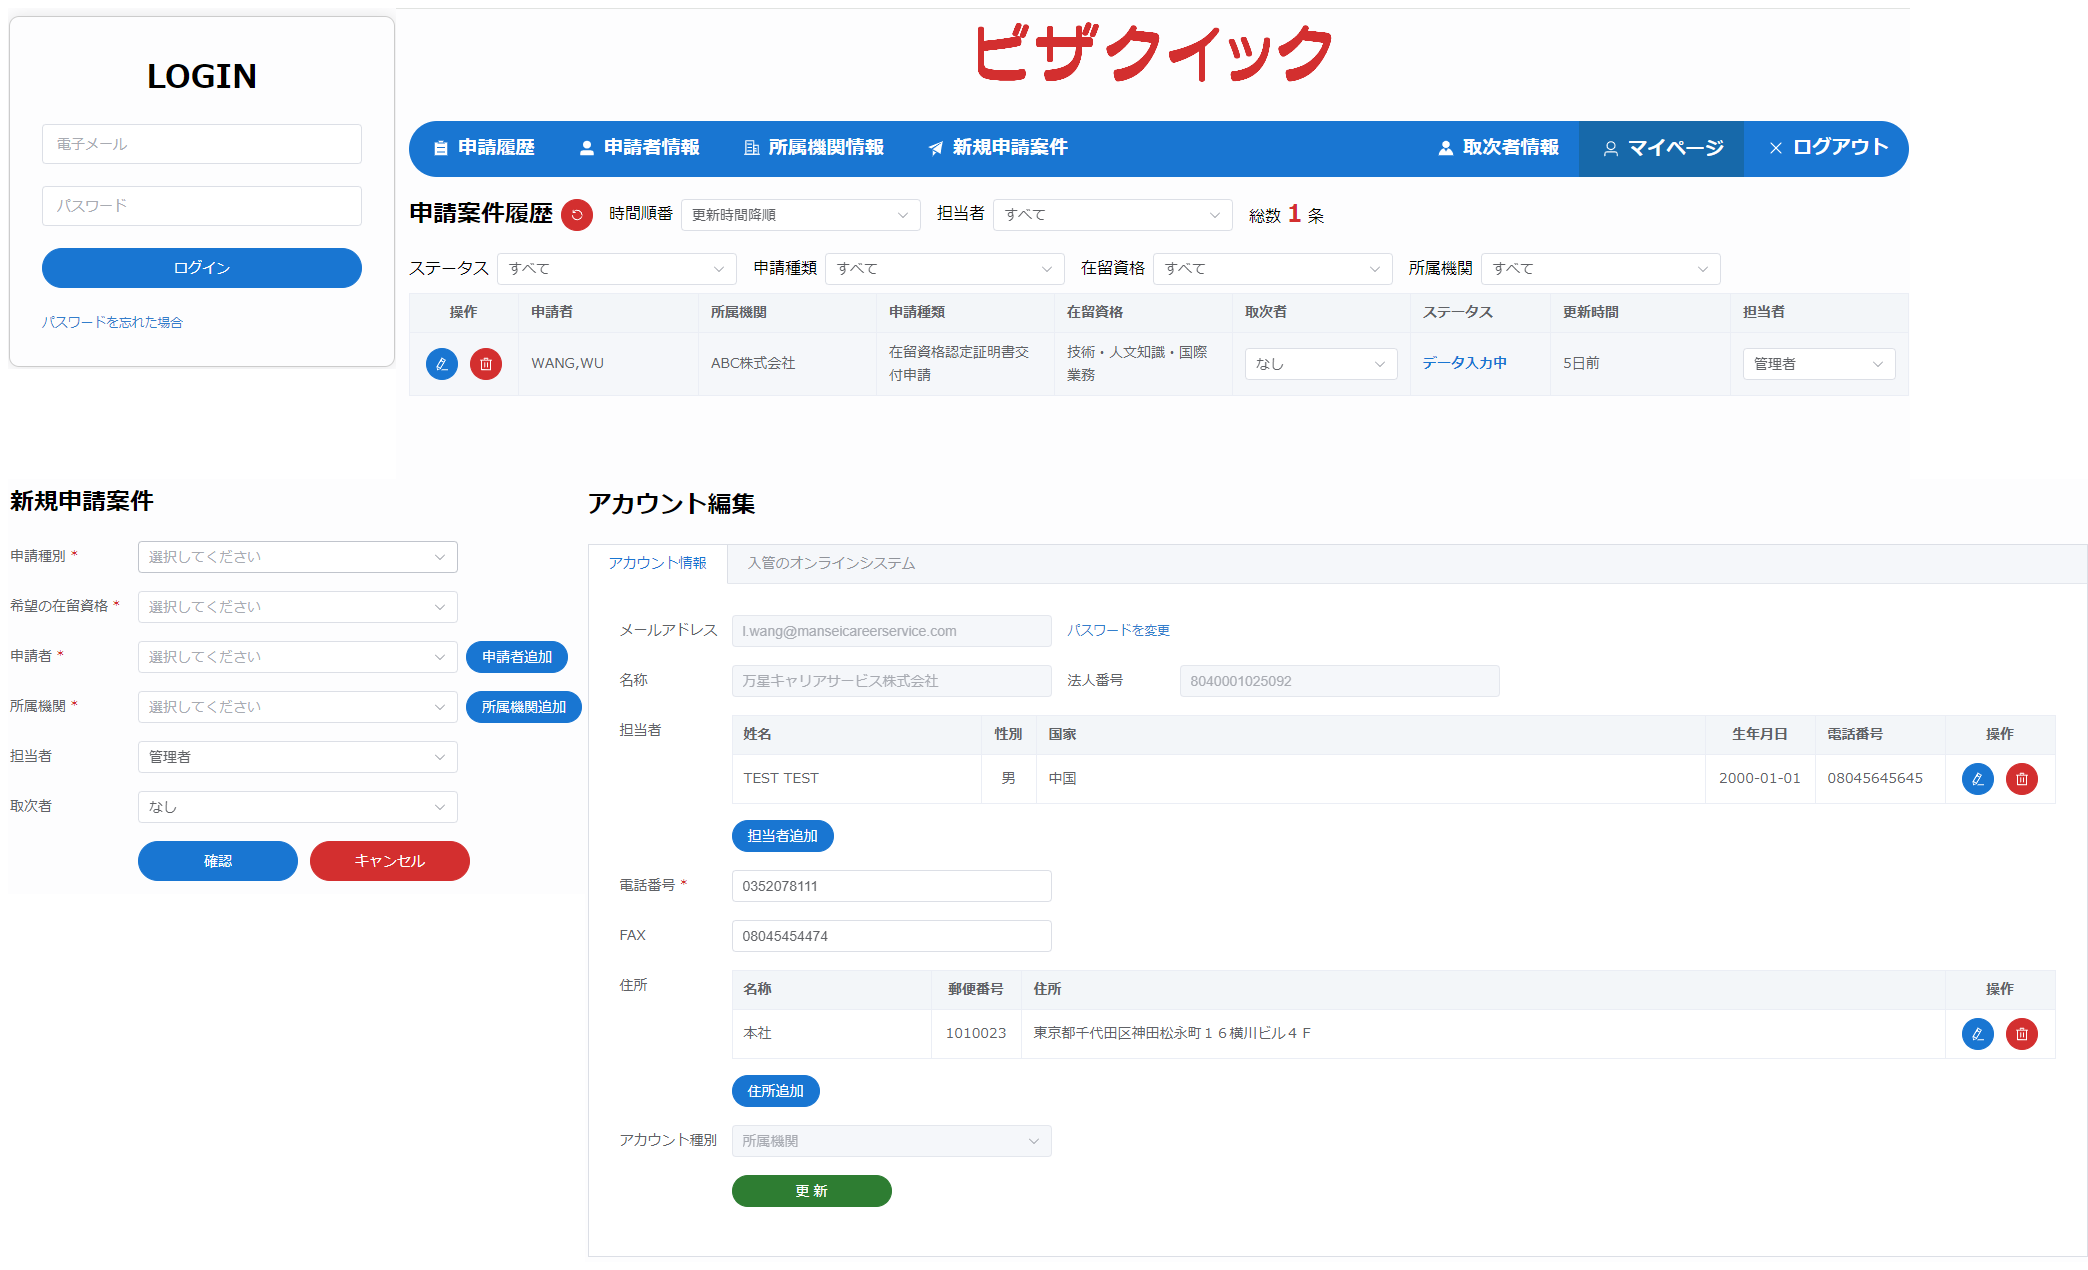 LOGIN
電子メール
パスワード
ログイン
パスワードを忘れた場合
ビザクイック
申請履歴 申請者情報 所属機関情報 新規申請案件 取次者情報 マイページ ログアウト
申請案件履歴 時間順番 更新時間降順 担当者 すべて 総数 1 条
ステータス すべて 申請種類 すべて 在留資格 すべて 所属機関 すべて
操作 申請者 所属機関 申請種類 在留資格 取次者 ステータス 更新時間 担当者
WANG,WU ABC株式会社 在留資格認定証明書交付申請 技術・人文知識・国際業務 なし データ入力中 5日前 管理者
新規申請案件
申請種別 * 選択してください
希望の在留資格 * 選択してください
申請者 * 選択してください 申請者追加
所属機関 * 選択してください 所属機関追加
担当者 管理者
取次者 なし
確認 キャンセル
アカウント編集
アカウント情報 入管のオンラインシステム
メールアドレス l.wang@manseicareerservice.com パスワードを変更
名称 万星キャリアサービス株式会社 法人番号 8040001025092
担当者 姓名 性別 国家 生年月日 電話番号 操作
TEST TEST 男 中国 2000-01-01 08045645645
担当者追加
電話番号 * 0352078111
FAX 08045454474
住所 名称 郵便番号 住所 操作
本社 1010023 東京都千代田区神田松永町１６横川ビル４Ｆ
住所追加
アカウント種別 所属機関
更 新